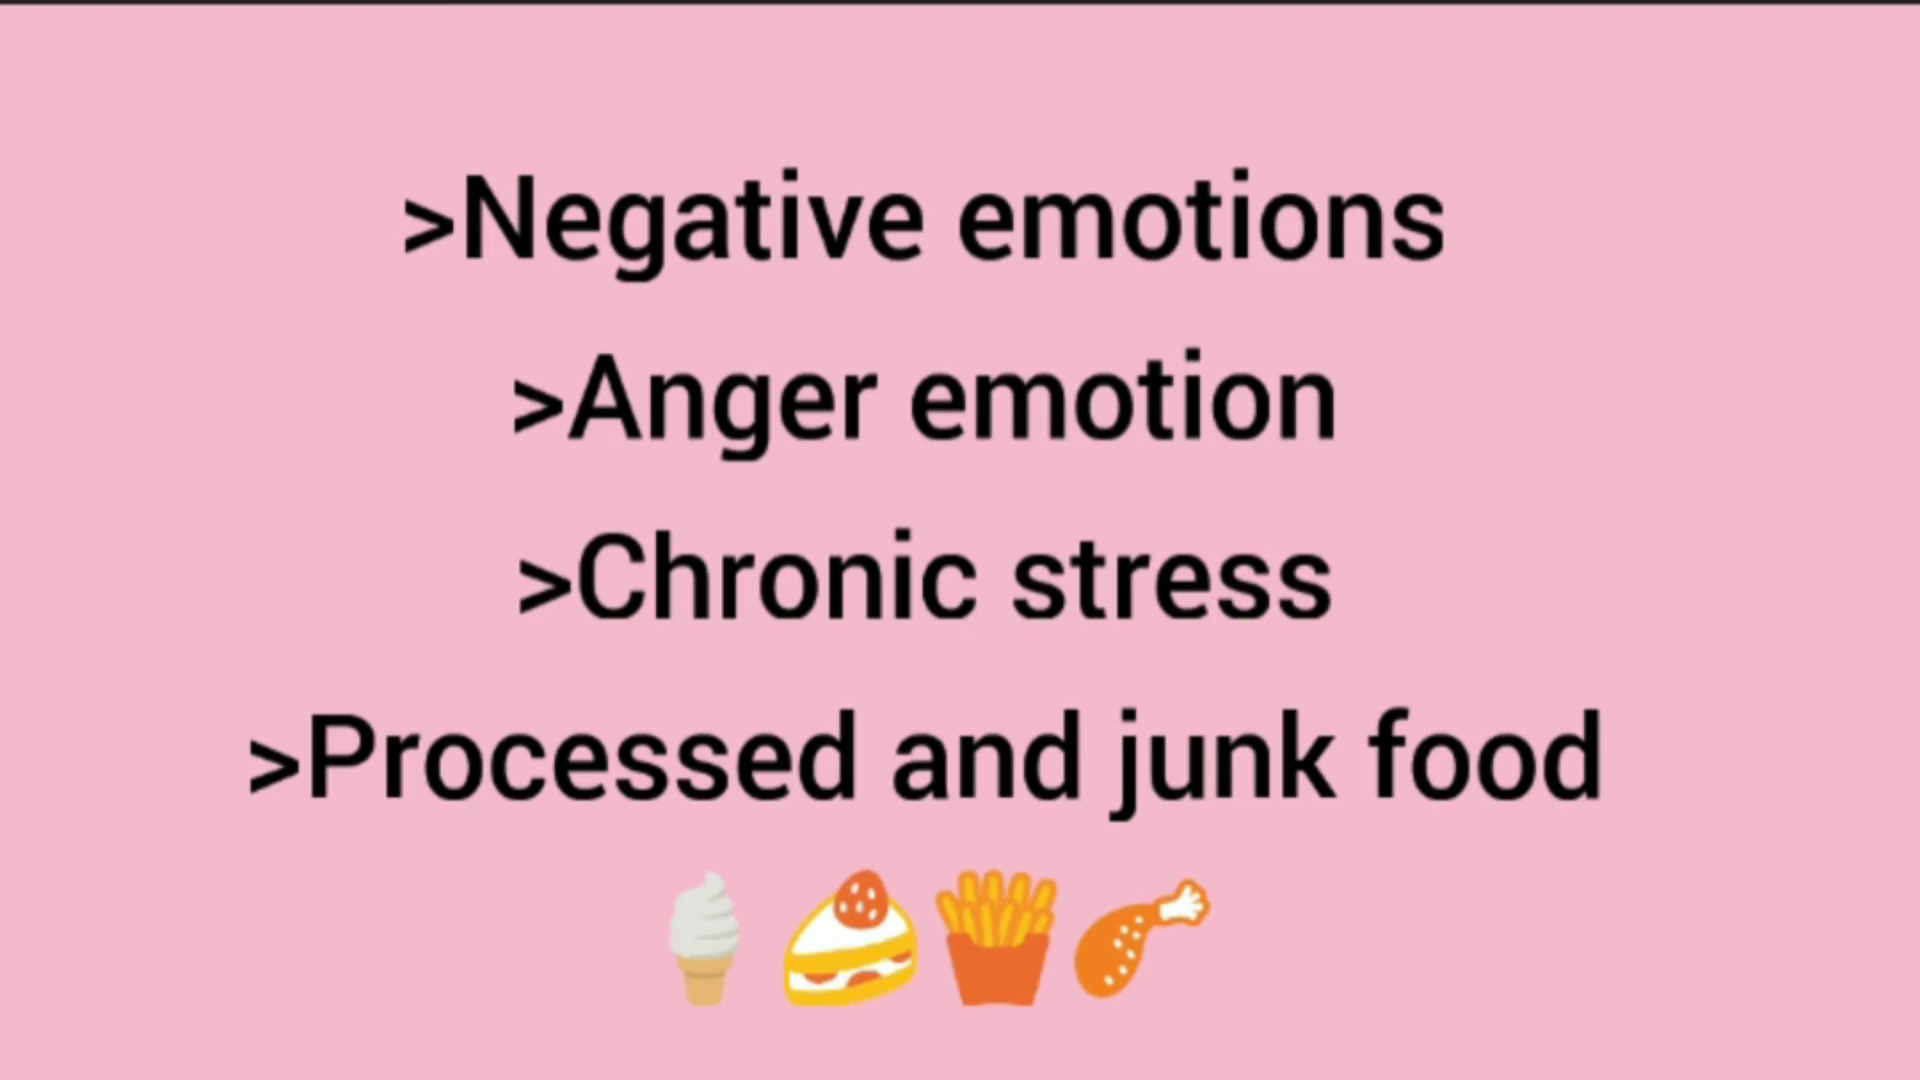 >Negative emotions
>Anger emotion
>Chronic stress
>Processed and junk food